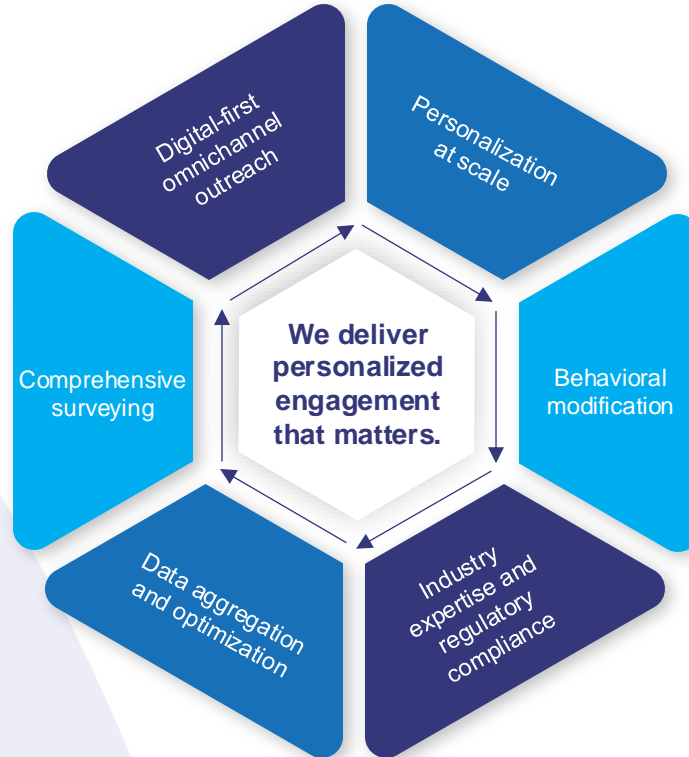 Digital-first
omnichannel
outreach
Personalization
at scale
We deliver
personalized
engagement
that matters.
Comprehensive
surveying
Behavioral
modification
Data aggregation
and optimization
Industry
expertise and
regulatory
compliance